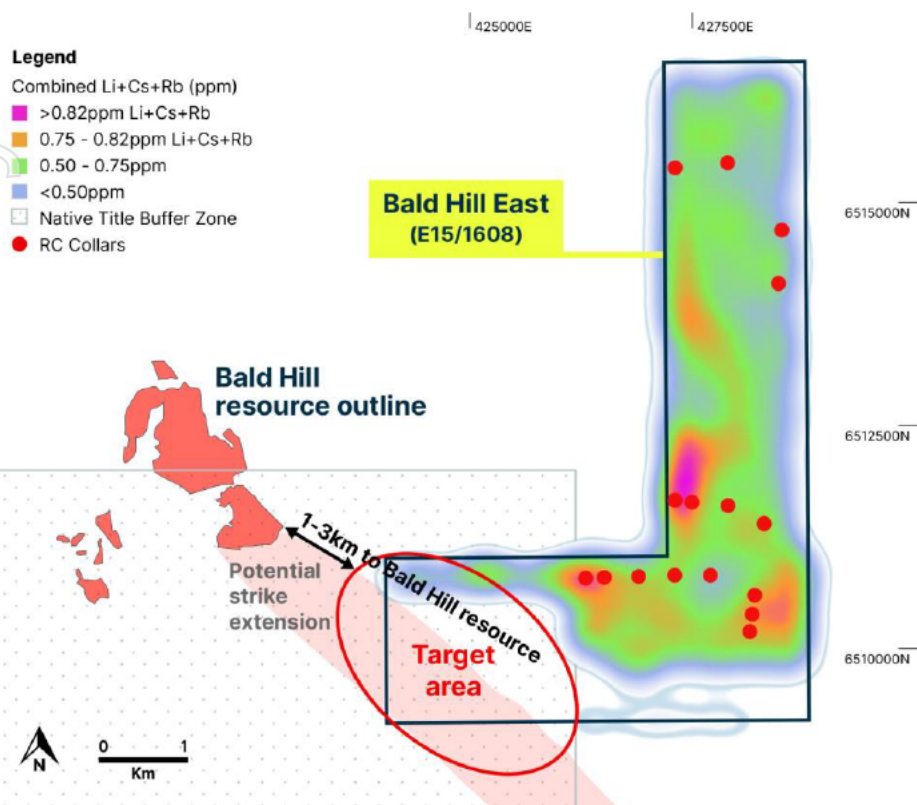 425000E
427500E
Legend
Combined Li+Cs+Rb (ppm)
>0.82ppm Li+Cs+Rb
0.75 - 0.82ppm Li+Cs+Rb
0.50 - 0.75ppm
<0.50ppm
Native Title Buffer Zone
RC Collars
Bald Hill East
(E15/1608)
6515000N
Bald Hill
resource outline
6512500N
1-3km to Bald Hill resource
Potential
strike
extension
Target
area
6510000N
N
0 1
Km